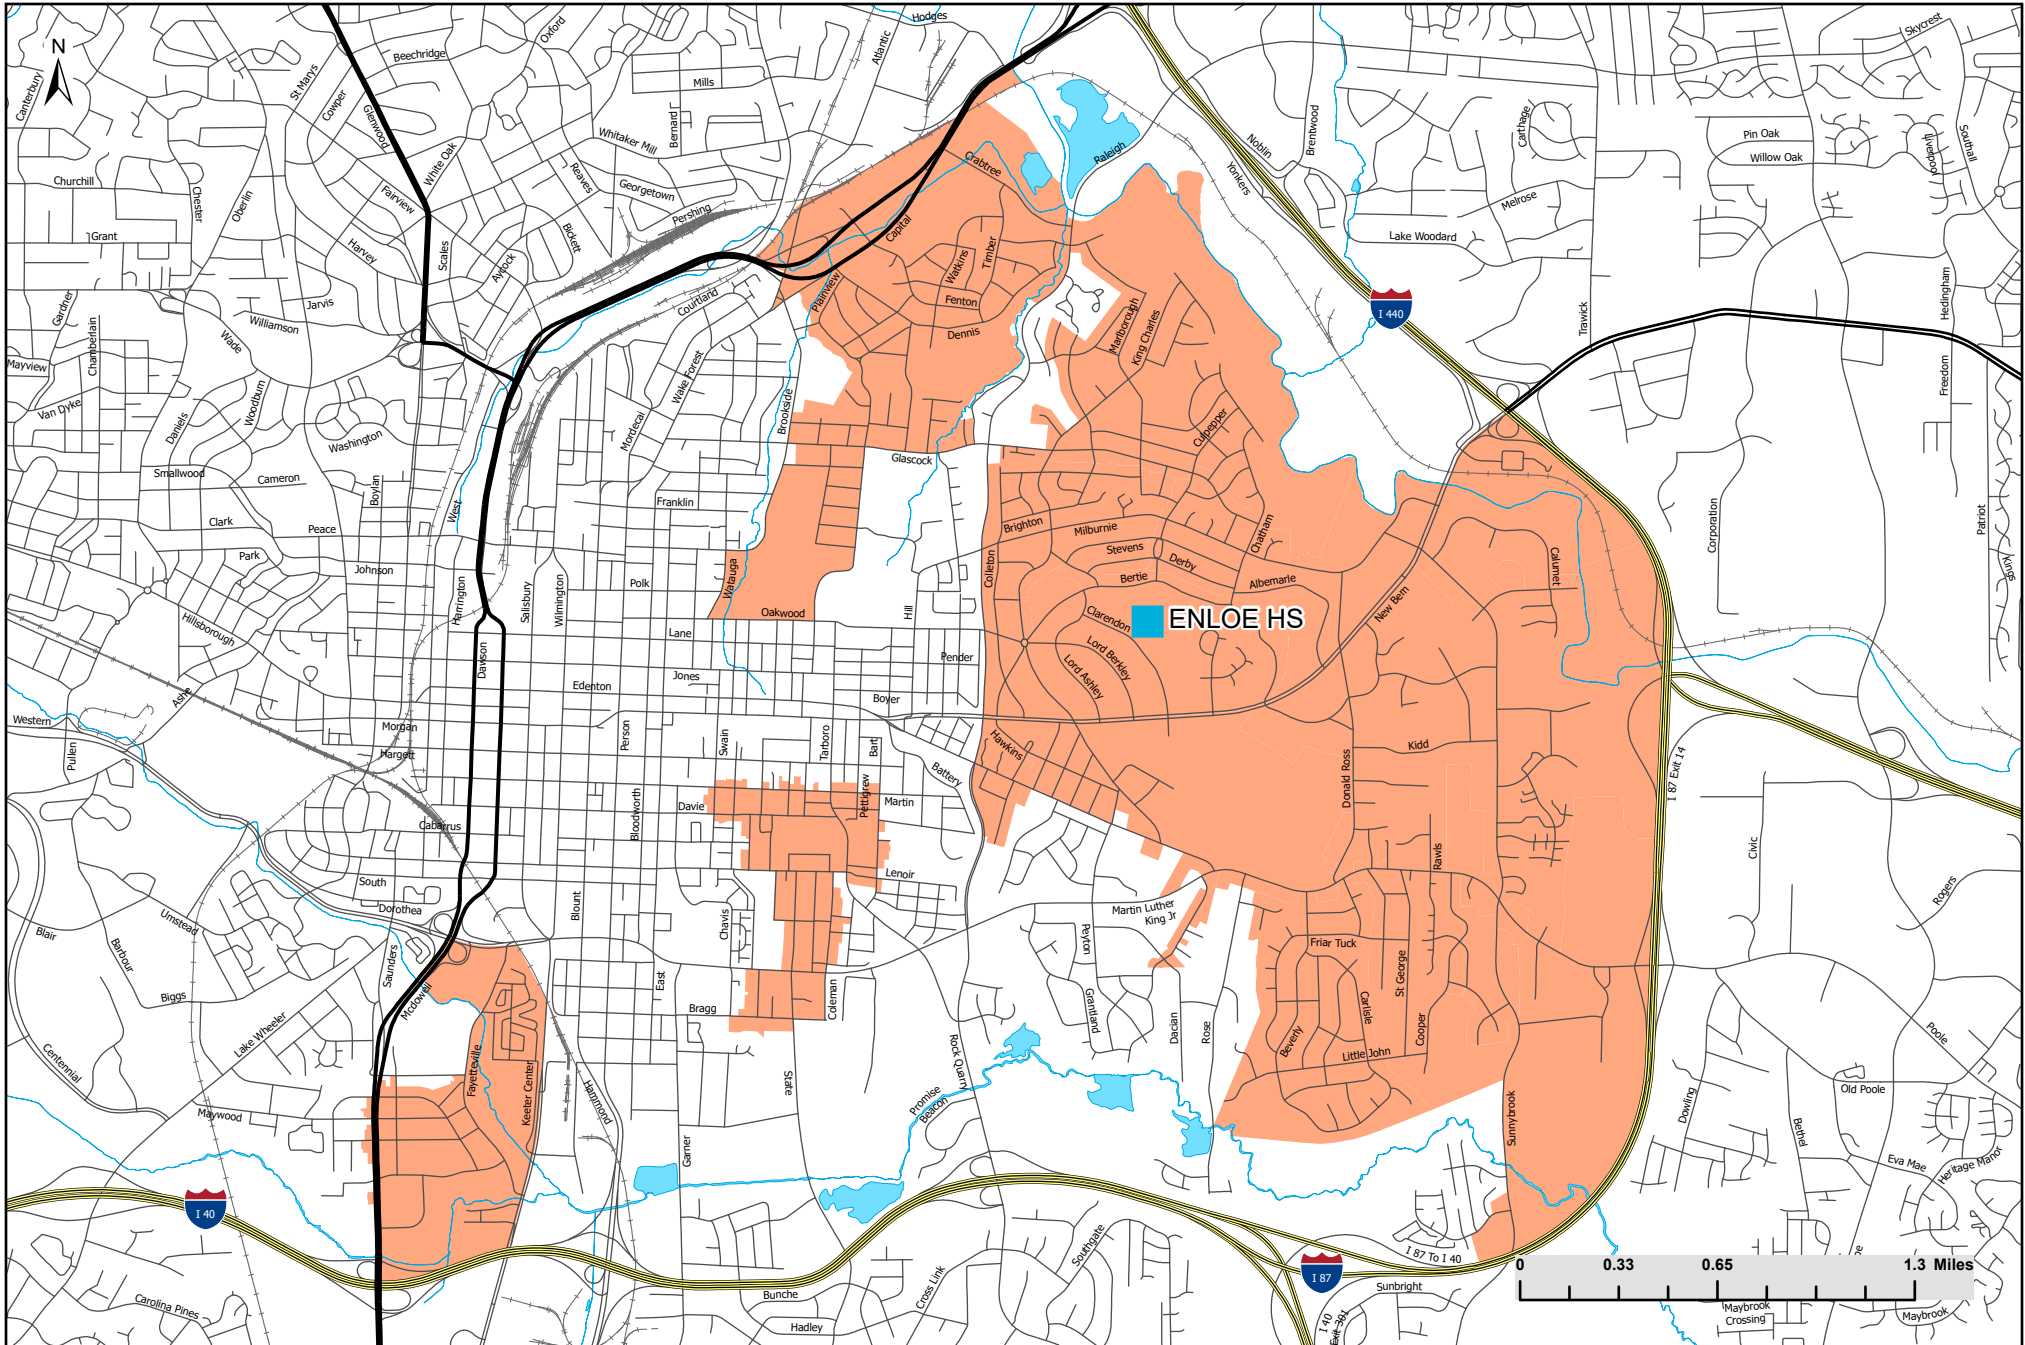 N
Canterbury
St Marys
Cowper
Beechridge
Oxford
Glenwood
Mills
Bernard
Atlantic
Hodges
Skycrest
Whitaker Mill
Brentwood
Noblin
Carthage
Pin Oak
Willow Oak
Liverpool
Southall
Churchill
Chester
Oberlin
Fairview
White Oak
Reaves
Georgetown
Pershing
Crabtree
Raleigh
Yonkers
Melrose
Lake Woodard
Grant
Harvey
Scales
Aycock
Bickett
Capital
Watkins
Timber
Hedingham
Gardner
Jarvis
Williamson
Courtland
Plainview
Fenton
Dennis
Marlborough
King Charles
I 440
Trawick
Mayview
Chamberlain
Wade
Wake Forest
Freedom
Van Dyke
Daniels
Woodburn
Washington
Mordecai
Brookside
Culpepper
Glascock
Smallwood
Cameron
Boylan
West
Franklin
Clark
Peace
Brighton
Milburnie
Chatham
Corporation
Patriot
Park
Johnson
Stevens
Derby
Calumet
Kings
Harrington
Salisbury
Wilmington
Polk
Watauga
Colleton
Bertie
Albemarle
Oakwood
Hill
Clarendon
ENLOE HS
New Bern
Hillsborough
Lane
Dawson
Pender
Lord Berkley
Lord Ashley
Jones
Edenton
Boyer
Ashe
Western
Morgan
Hargett
Person
Swain
Tarboro
Bart
Hawkins
Kidd
Pullen
Battery
Donald Ross
I 87 Exit 14
Davie
Pettigrew
Martin
Bloodworth
Cabarrus
Rawls
Civic
South
Lenoir
Rogers
Dorothea
Blount
Chavis
Martin Luther
King Jr
Umstead
Blair
Barbour
Peyton
Friar Tuck
Saunders
East
St George
Biggs
Mcdowell
Bragg
Coleman
Grantland
Dacian
Rose
Carlisle
Cooper
Beverly
Little John
Poole
Lake Wheeler
Centennial
Fayetteville
Keeter Center
Hammond
State
Rock Quarry
Promise
Beacon
Old Poole
Dowling
Maywood
Garner
Sunnybrook
Bethel
Eva Mae
Heritage Manor
I 40
Southgate
I 87 To I 40
I 87
Sunbright
0 0.33 0.65 1.3 Miles
Carolina Pines
Bunche
Cross Link
Hadley
I 40
Exit 301
Maybrook
Crossing
Maybrook